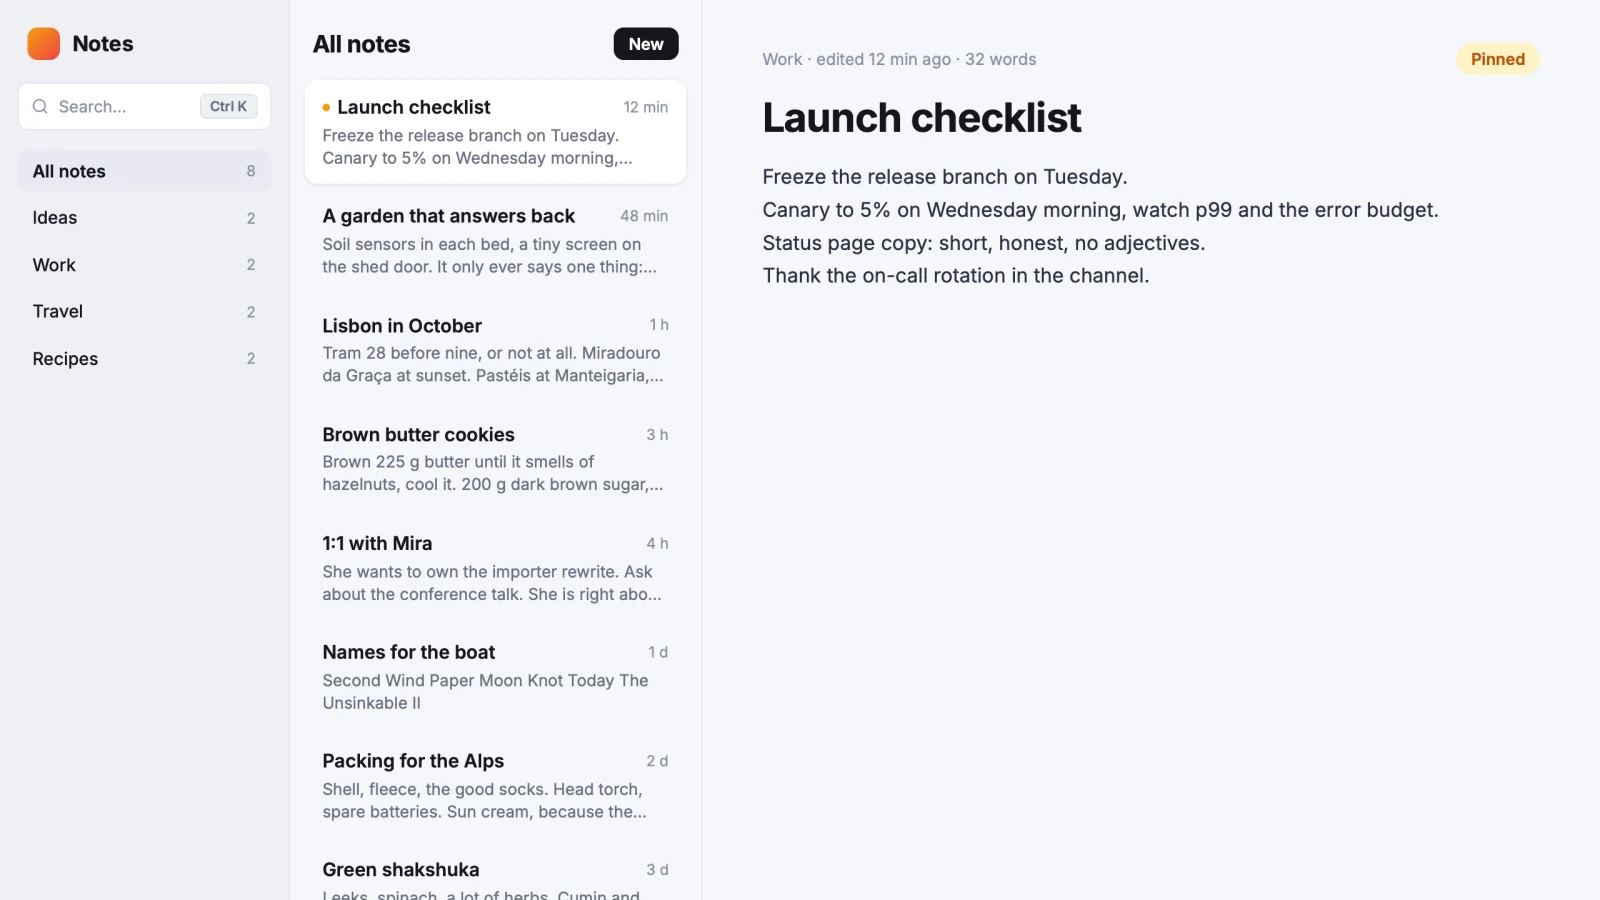 Notes
Search...
Ctrl K
All notes 8
Ideas 2
Work 2
Travel 2
Recipes 2
All notes
New
Launch checklist 12 min
Freeze the release branch on Tuesday.
Canary to 5% on Wednesday morning,...
A garden that answers back 48 min
Soil sensors in each bed, a tiny screen on
the shed door. It only ever says one thing:...
Lisbon in October 1 h
Tram 28 before nine, or not at all. Miradouro
da Graça at sunset. Pastéis at Manteigaria,...
Brown butter cookies 3 h
Brown 225 g butter until it smells of
hazelnuts, cool it. 200 g dark brown sugar,...
1:1 with Mira 4 h
She wants to own the importer rewrite. Ask
about the conference talk. She is right abo...
Names for the boat 1 d
Second Wind Paper Moon Knot Today The
Unsinkable II
Packing for the Alps 2 d
Shell, fleece, the good socks. Head torch,
spare batteries. Sun cream, because the...
Green shakshuka 3 d
Leeks, spinach, a lot of herbs. Cumin and
Work · edited 12 min ago · 32 words
Pinned
Launch checklist
Freeze the release branch on Tuesday.
Canary to 5% on Wednesday morning, watch p99 and the error budget.
Status page copy: short, honest, no adjectives.
Thank the on-call rotation in the channel.